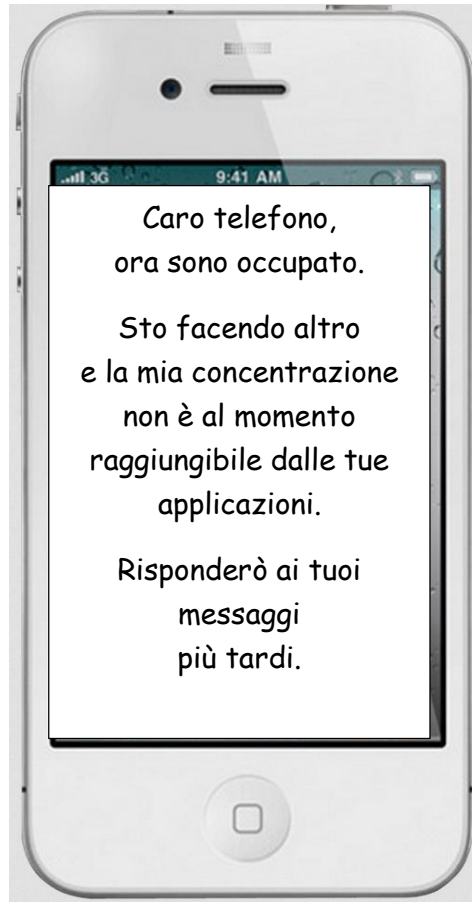 3G 9:41 AM
Caro telefono,
ora sono occupato.
Sto facendo altro
e la mia concentrazione
non è al momento
raggiungibile dalle tue
applicazioni.
Risponderò ai tuoi
messaggi
più tardi.